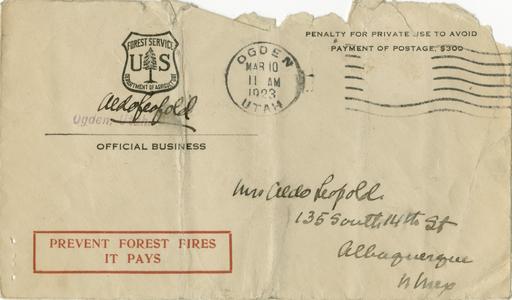 PENALTY FOR PRIVATE USE TO AVOID
PAYMENT OF POSTAGE, $300
OGDEN
MAR 10
11 AM
1923
UTAH
FOREST SERVICE
U S
DEPARTMENT OF AGRICULTURE
Aldo Leopold
Ogden, Utah.
OFFICIAL BUSINESS
Mrs Aldo Leopold
135 South 14th St
Albuquerque
N Mex
PREVENT FOREST FIRES
IT PAYS